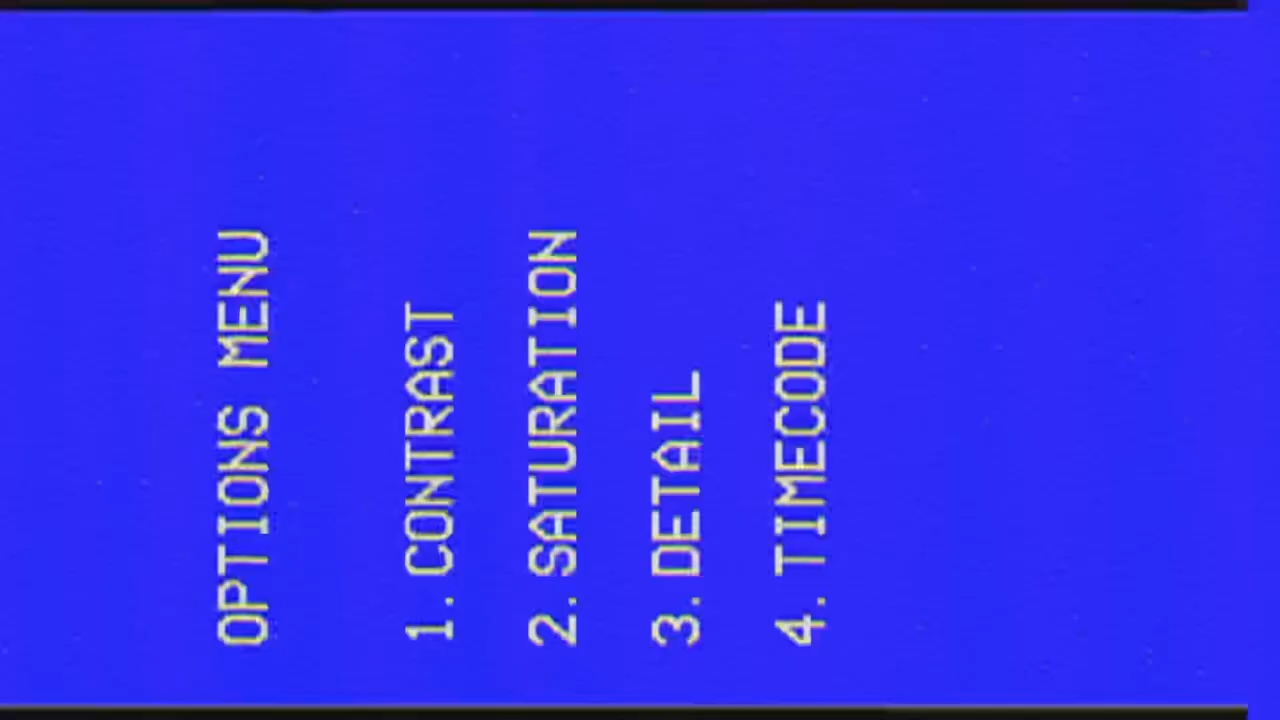 OPTIONS MENU
1.CONTRAST
2.SATURATION
3.DETAIL
4.TIMECODE